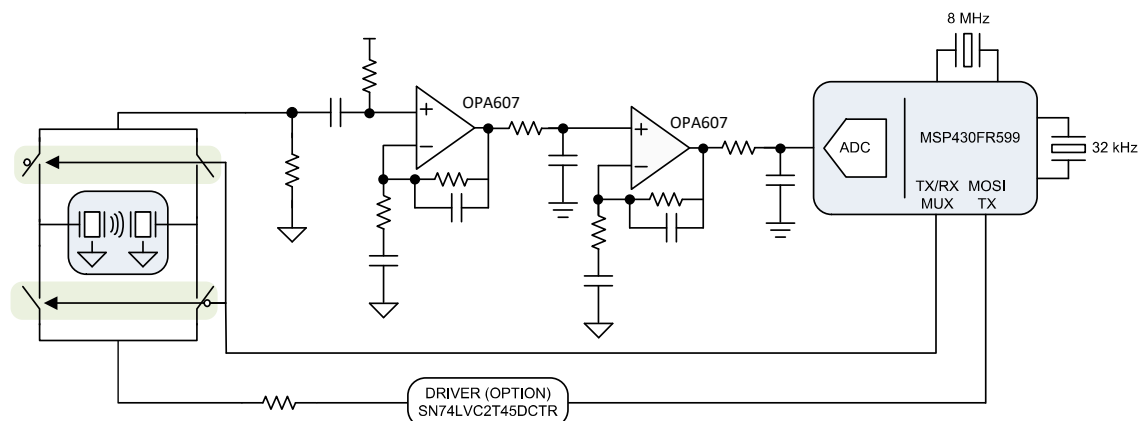 8 MHz
OPA607
OPA607
+
−
+
−
ADC
MSP430FR599
TX/RX MOSI
MUX TX
32 kHz
DRIVER (OPTION)
SN74LVC2T45DCTR